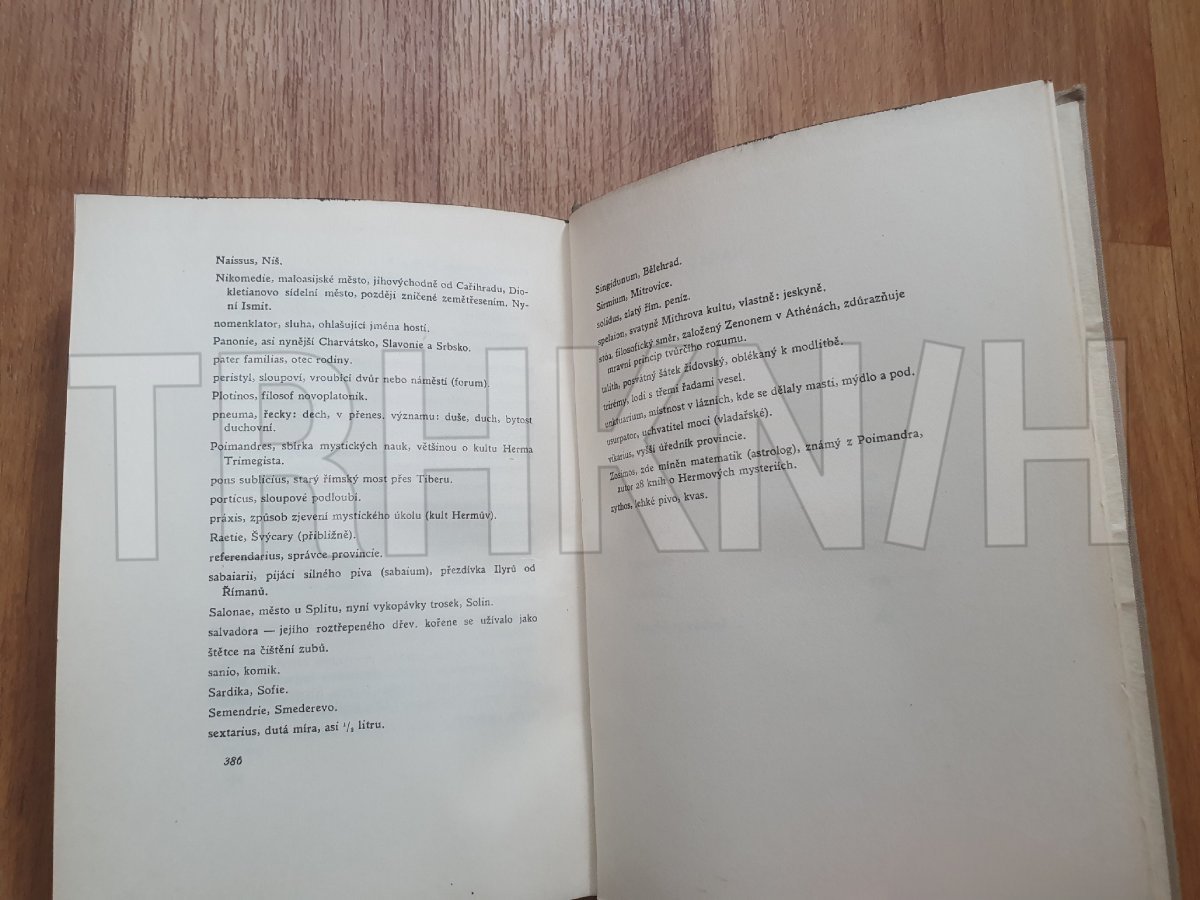 Naissus, Niš.
Nikomedie, maloasijské město, jihovýchodně od Cařihradu, Dio-
kletianovo sídelní město, později zničené zemětřesením. Ny-
ní Ismit.
nomenklator, sluha, ohlašující jména hostí.
Panonie, asi nynější Charvátsko, Slavonie a Srbsko.
pater familias, otec rodiny.
peristyl, sloupoví, vroubící dvůr nebo náměstí (forum).
Plotinos, filosof novoplatonik.
pneuma, řecky: dech, v přenes. významu: duše, duch, bytost
duchovní.
Poimandres, sbírka mystických nauk, většinou o kultu Herma
Trimegista.
pons sublicius, starý římský most přes Tiberu.
porticus, sloupové podloubí.
práxis, způsob zjevení mystického úkolu (kult Hermův).
Raetie, Švýcary (přibližně).
referendarius, správce provincie.
sabaiarii, pijáci silného piva (sabaium), přezdívka Ilyrů od
Římanů.
Salonae, město u Splitu, nyní vykopávky trosek, Solin.
salvadora — jejího roztřepeného dřev. kořene se užívalo jako
štětce na čištění zubů.
sanio, komik.
Sardika, Sofie.
Semendrie, Smederevo.
sextarius, dutá míra, asi 1/2 litru.
380
Singidunum, Bělehrad.
Sirmium, Mitrovice.
solidus, zlatý řím. peníz.
spelaion, svatyně Mithrova kultu, vlastně: jeskyně.
stoa, filosofický směr, založený Zenonem v Athénách, zdůrazňuje
mravní princip tvůrčího rozumu.
talith, posvátný šátek židovský, oblékaný k modlitbě.
trirémy, lodi s třemi řadami vesel.
unktuarium, místnost v lázních, kde se dělaly masti, mýdlo a pod.
usurpator, uchvatitel moci (vladařské).
vikarius, vyšší úředník provincie.
Zosimos, zde míněn matematik (astrolog), známý z Poimandra,
autor 28 knih o Hermových mysteriích.
zythos, lehké pivo, kvas.
TRHKNIH